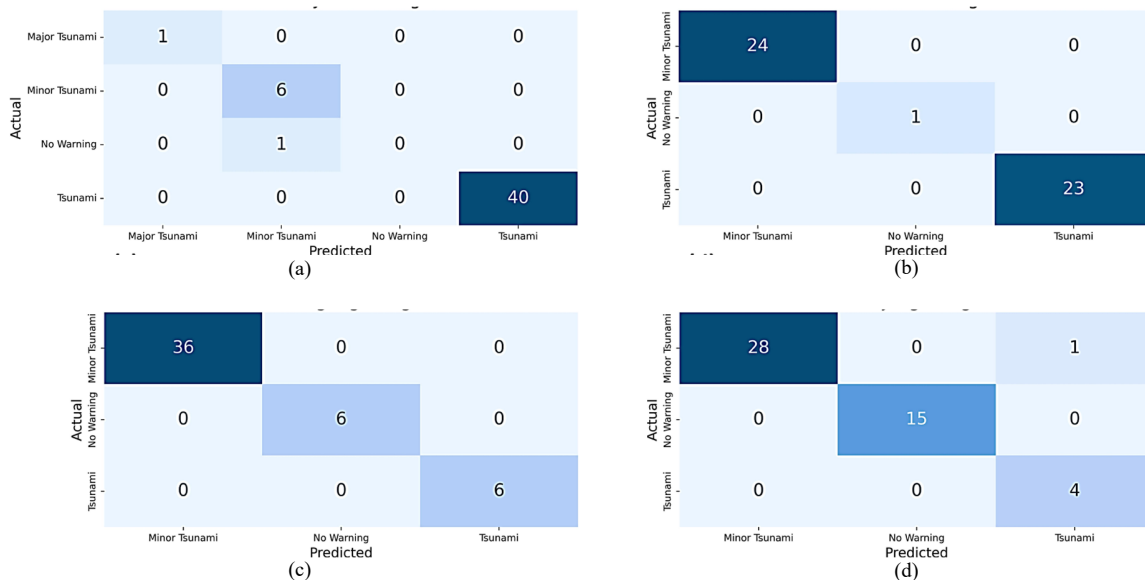 Major Tsunami 1 0 0 0
Minor Tsunami 0 6 0 0
No Warning 0 1 0 0
Tsunami 0 0 0 40
Actual
Major Tsunami Minor Tsunami No Warning Tsunami
Predicted
(a)
Minor Tsunami 24 0 0
No Warning 0 1 0
Tsunami 0 0 23
Actual
Minor Tsunami No Warning Tsunami
Predicted
(b)
Minor Tsunami 36 0 0
No Warning 0 6 0
Tsunami 0 0 6
Actual
Minor Tsunami No Warning Tsunami
Predicted
(c)
Minor Tsunami 28 0 1
No Warning 0 15 0
Tsunami 0 0 4
Actual
Minor Tsunami No Warning Tsunami
Predicted
(d)